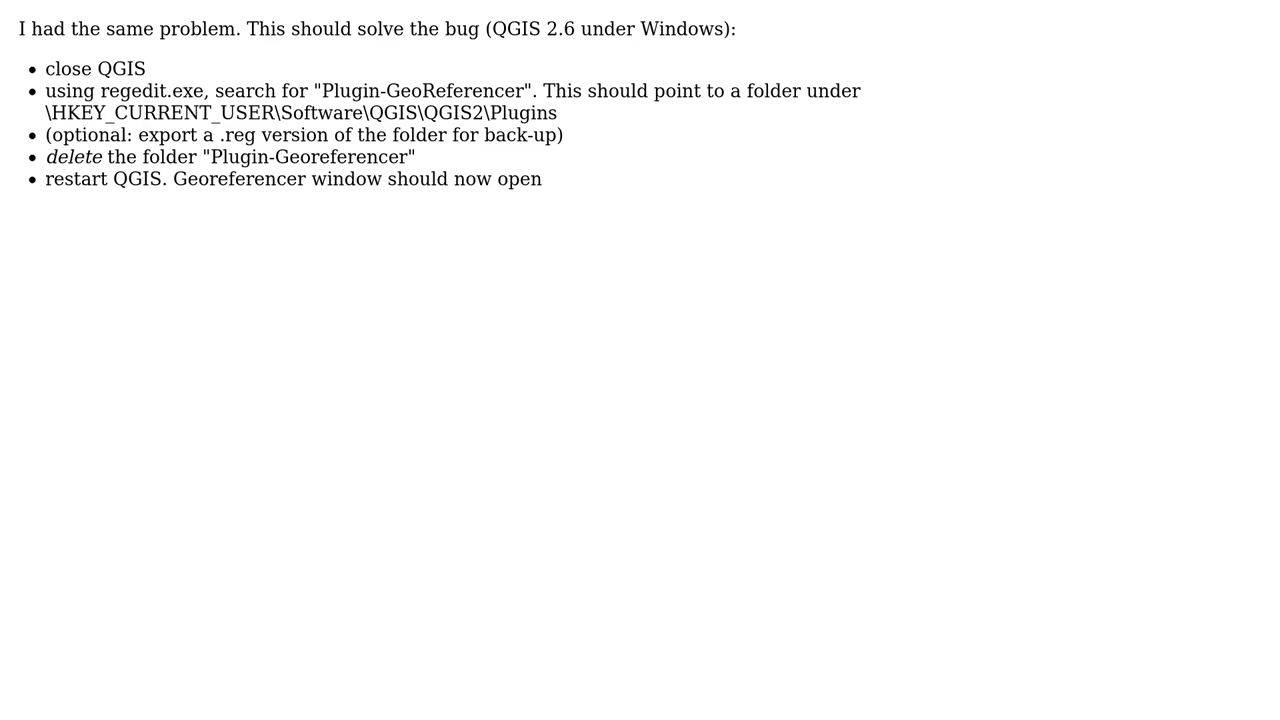 I had the same problem. This should solve the bug (QGIS 2.6 under Windows):
• close QGIS
• using regedit.exe, search for "Plugin-GeoReferencer". This should point to a folder under
\HKEY_CURRENT_USER\Software\QGIS\QGIS2\Plugins
• (optional: export a .reg version of the folder for back-up)
• delete the folder "Plugin-Georeferencer"
• restart QGIS. Georeferencer window should now open